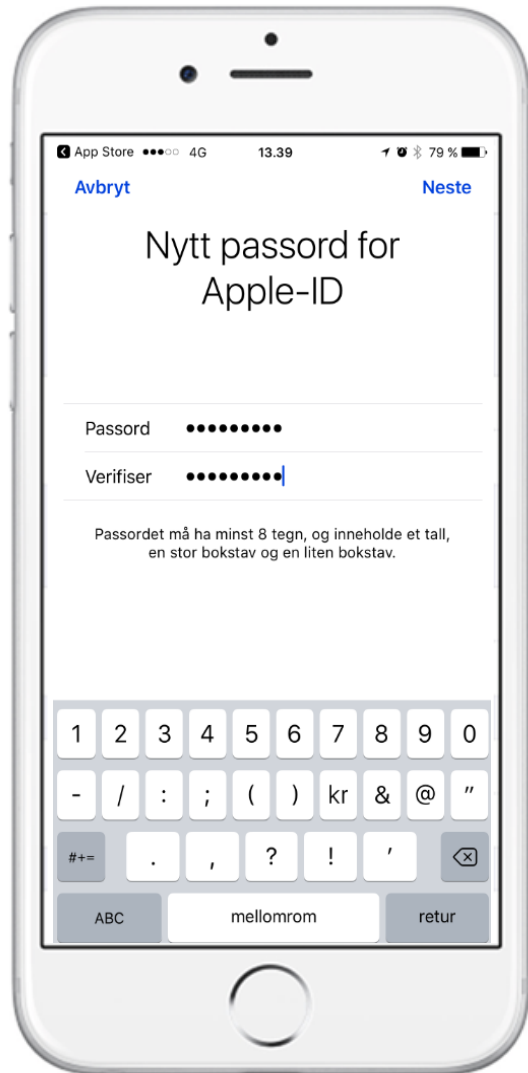 App Store 4G 13.39 79 %
Avbryt Neste
Nytt passord for
Apple-ID
Passord •••••••••
Verifiser •••••••••
Passordet må ha minst 8 tegn, og inneholde et tall,
en stor bokstav og en liten bokstav.
1 2 3 4 5 6 7 8 9 0
- / : ; ( ) kr & @ "
#+= . , ? ! '
ABC mellomrom retur